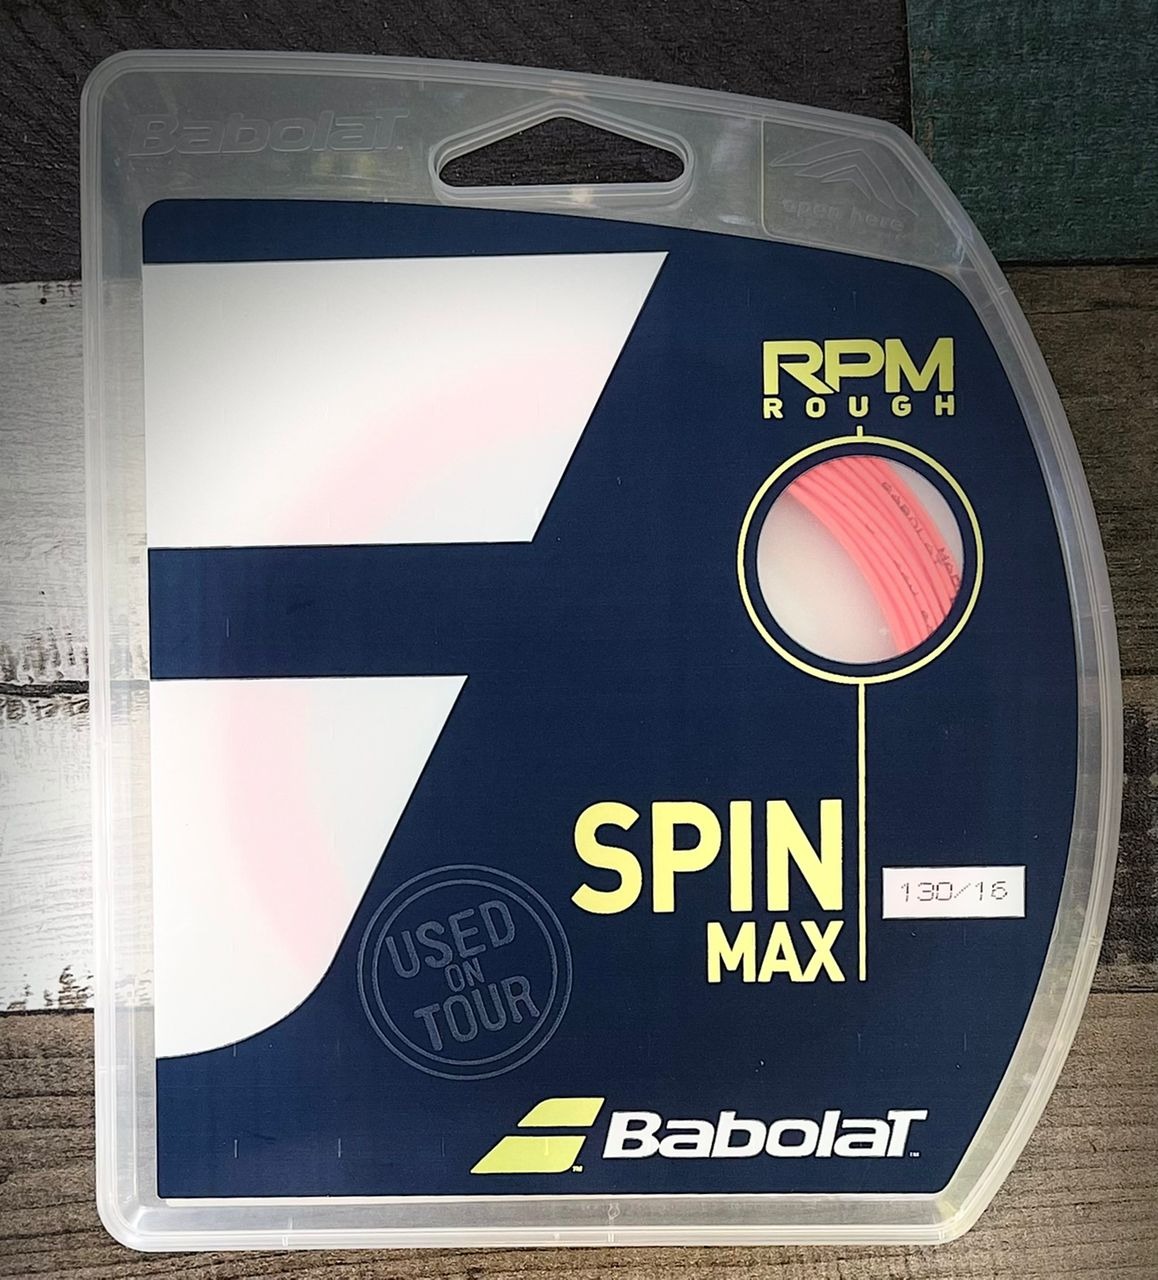 BabolaT
open here
RPM
ROUGH
SPIN
MAX
130/16
USED
ON
TOUR
BabolaT